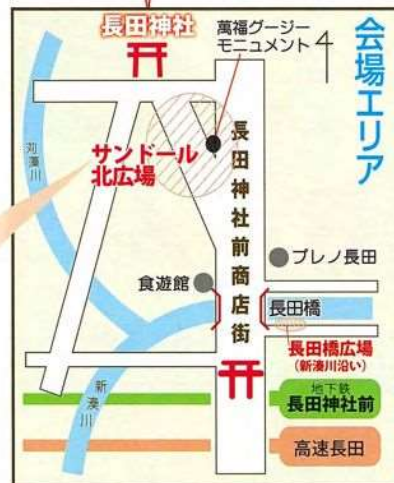 長田神社
萬福グージー
モニュメント
会場エリア
苅藻川
サンドール
北広場
長田神社前商店街
プレノ長田
食遊館
長田橋
長田橋広場
(新湊川沿い)
新湊川
地下鉄
長田神社前
高速長田